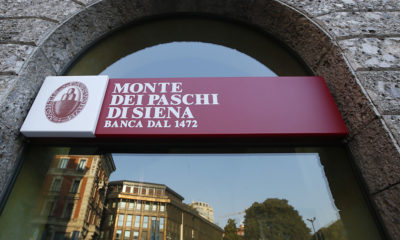 MONTE
DEI PASCHI
DI SIENA
BANCA DAL 1472